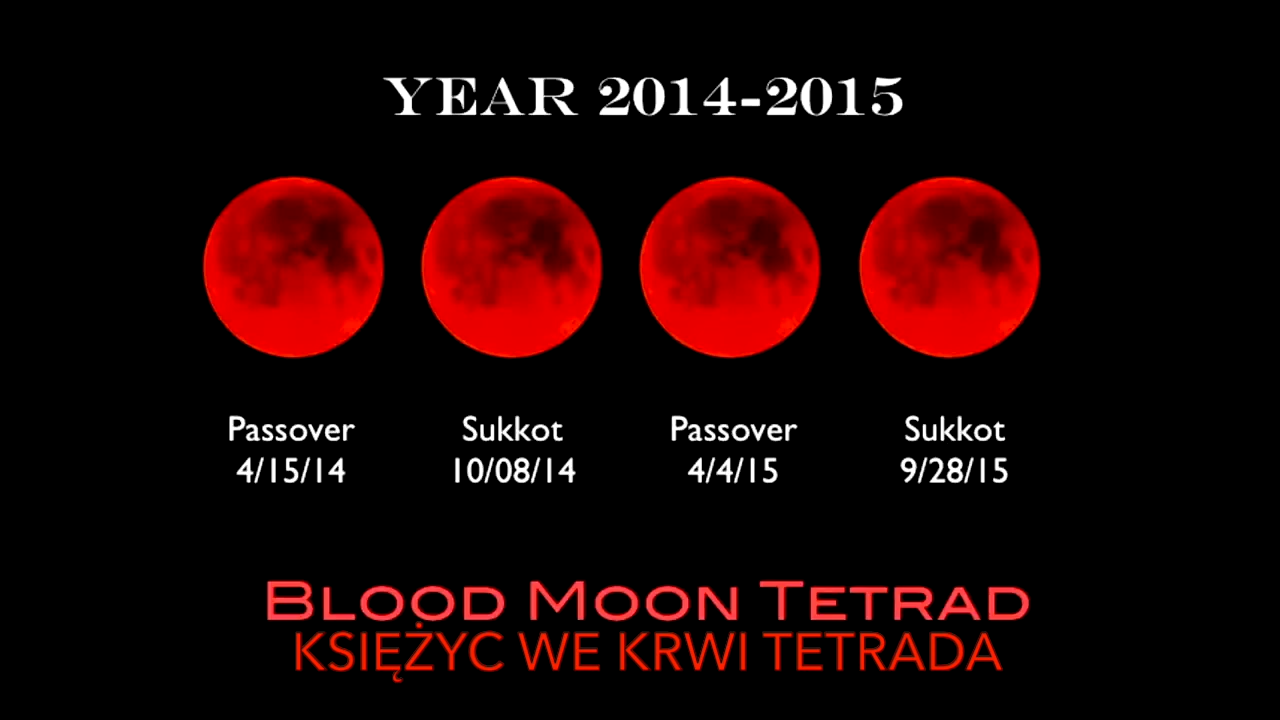 YEAR 2014-2015
Passover Sukkot Passover Sukkot
4/15/14 10/08/14 4/4/15 9/28/15
BLOOD MOON TETRAD
KSIĘŻYC WE KRWI TETRADA